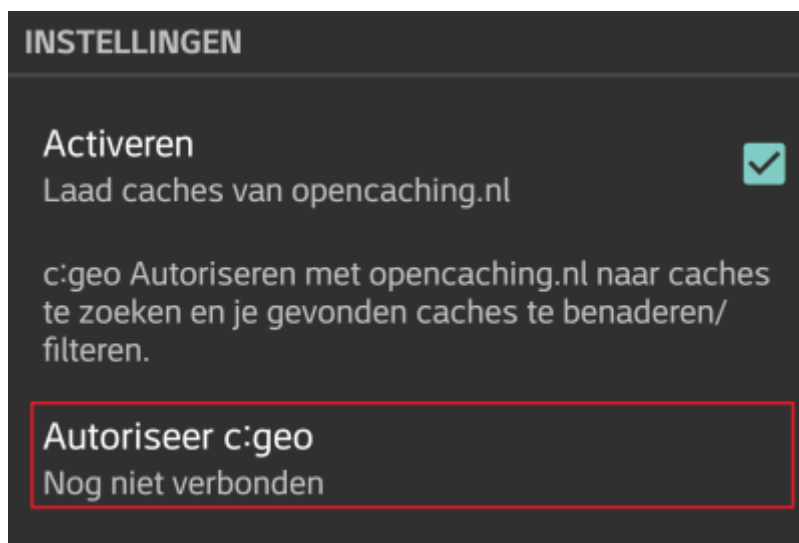 INSTELLINGEN
Activeren
Laad caches van opencaching.nl
c:geo Autoriseren met opencaching.nl naar caches
te zoeken en je gevonden caches te benaderen/
filteren.
Autoriseer c:geo
Nog niet verbonden